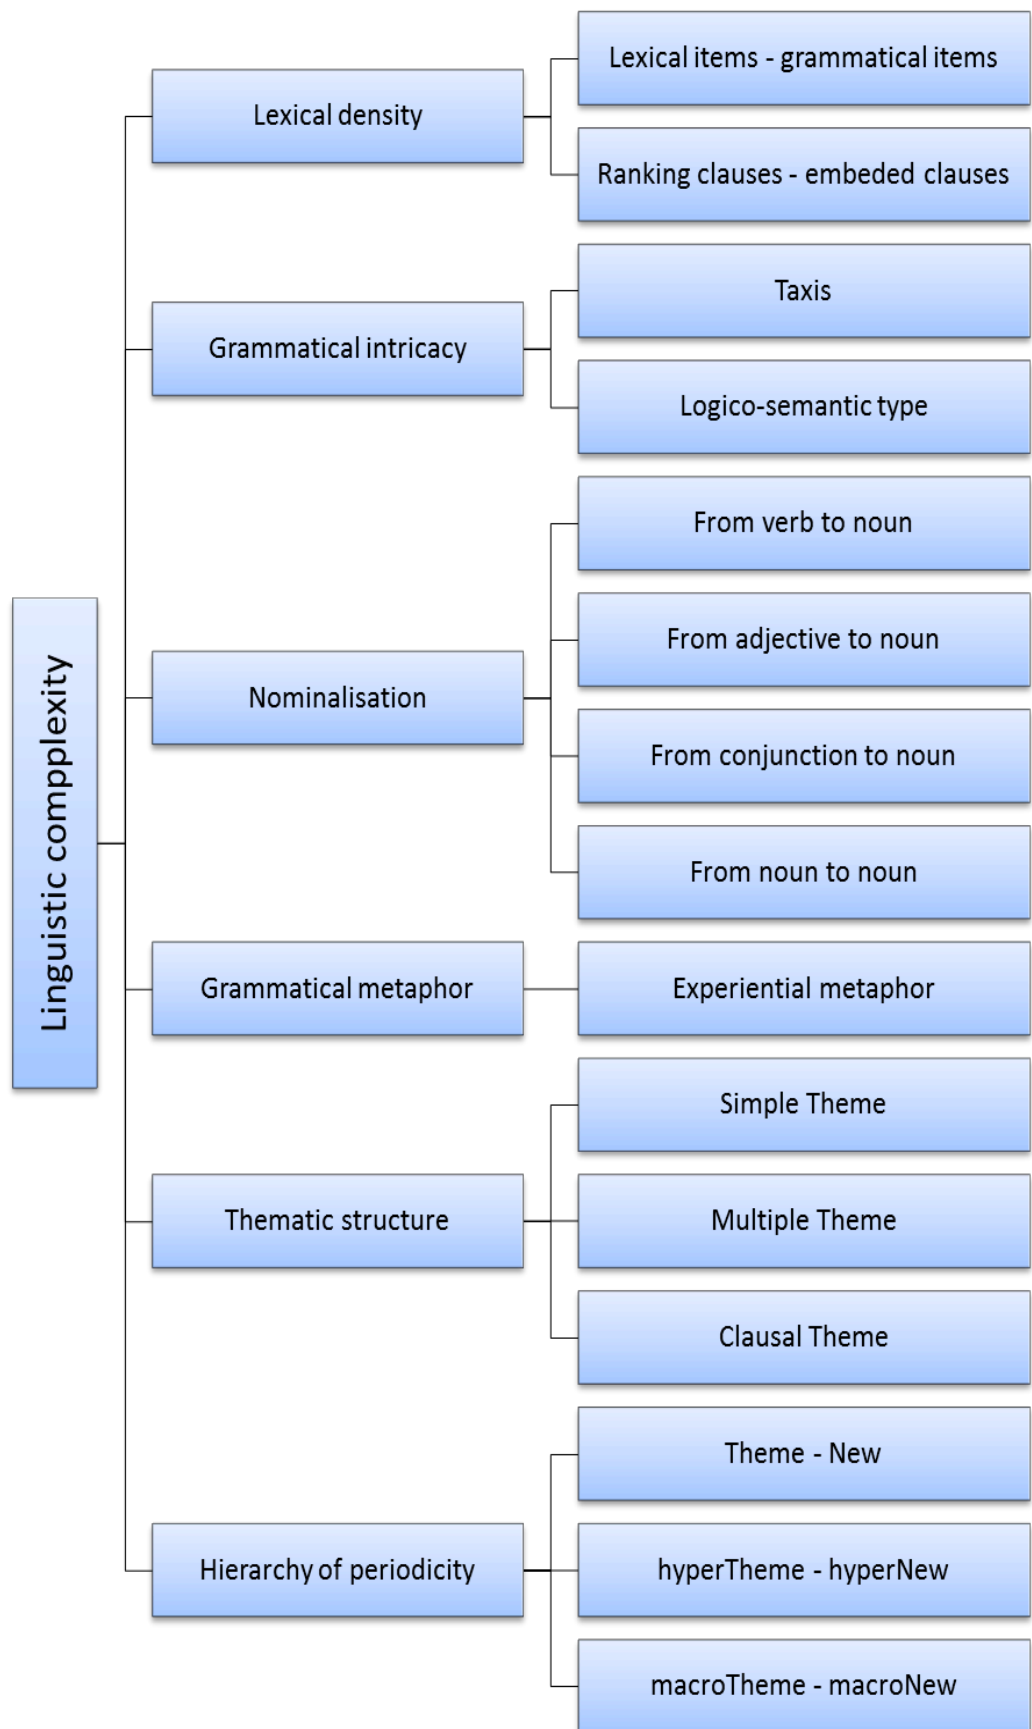 Linguistic compplexity
Lexical density
Lexical items - grammatical items
Ranking clauses - embeded clauses
Grammatical intricacy
Taxis
Logico-semantic type
Nominalisation
From verb to noun
From adjective to noun
From conjunction to noun
From noun to noun
Grammatical metaphor
Experiential metaphor
Thematic structure
Simple Theme
Multiple Theme
Clausal Theme
Hierarchy of periodicity
Theme - New
hyperTheme - hyperNew
macroTheme - macroNew